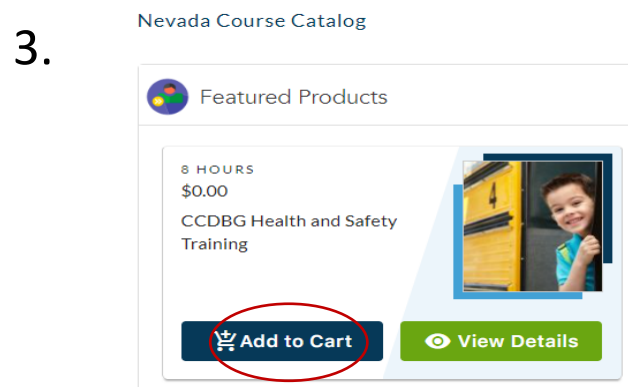 Nevada Course Catalog
3.
Featured Products
8 HOURS
$0.00
CCDBG Health and Safety
Training
4
Add to Cart
View Details